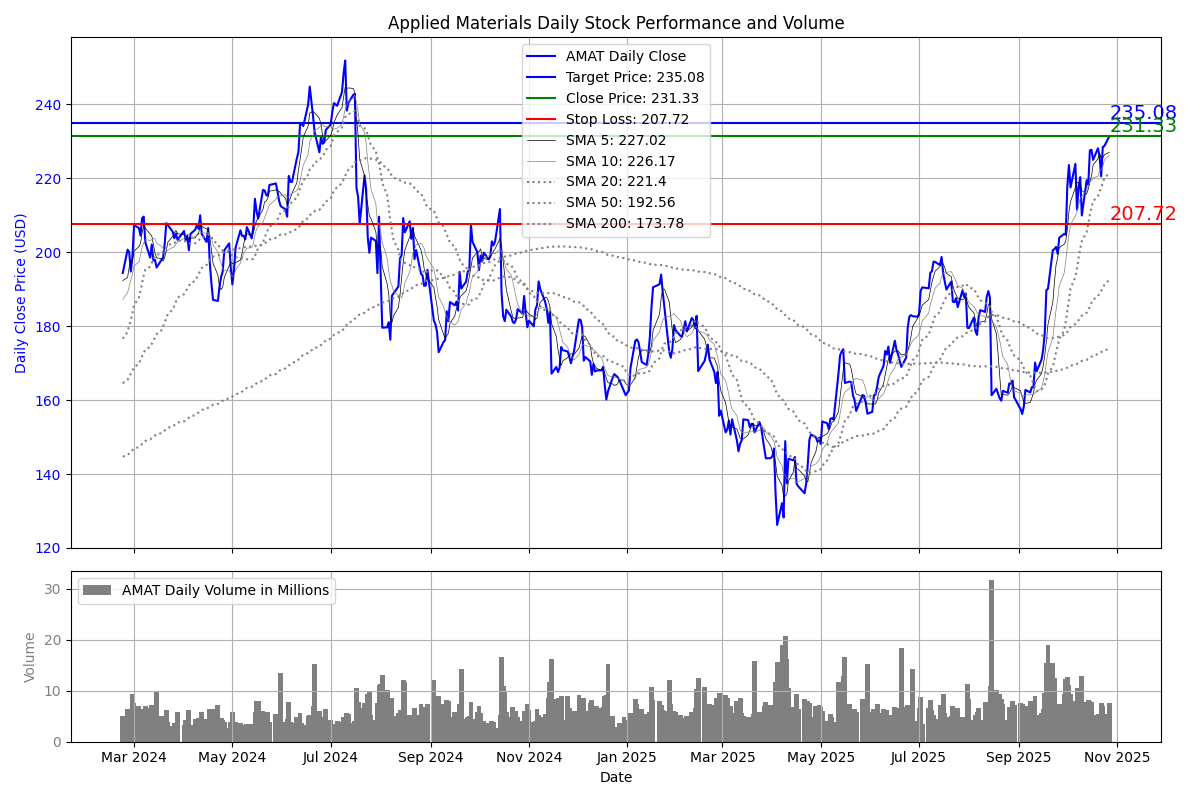 Applied Materials Daily Stock Performance and Volume
AMAT Daily Close
Target Price: 235.08
Close Price: 231.33
Stop Loss: 207.72
SMA 5: 227.02
SMA 10: 226.17
SMA 20: 221.4
SMA 50: 192.56
SMA 200: 173.78
235.08
231.33
207.72
Daily Close Price (USD)
240
220
200
180
160
140
120
AMAT Daily Volume in Millions
Volume
30
20
10
0
Mar 2024 May 2024 Jul 2024 Sep 2024 Nov 2024 Jan 2025 Mar 2025 May 2025 Jul 2025 Sep 2025 Nov 2025
Date